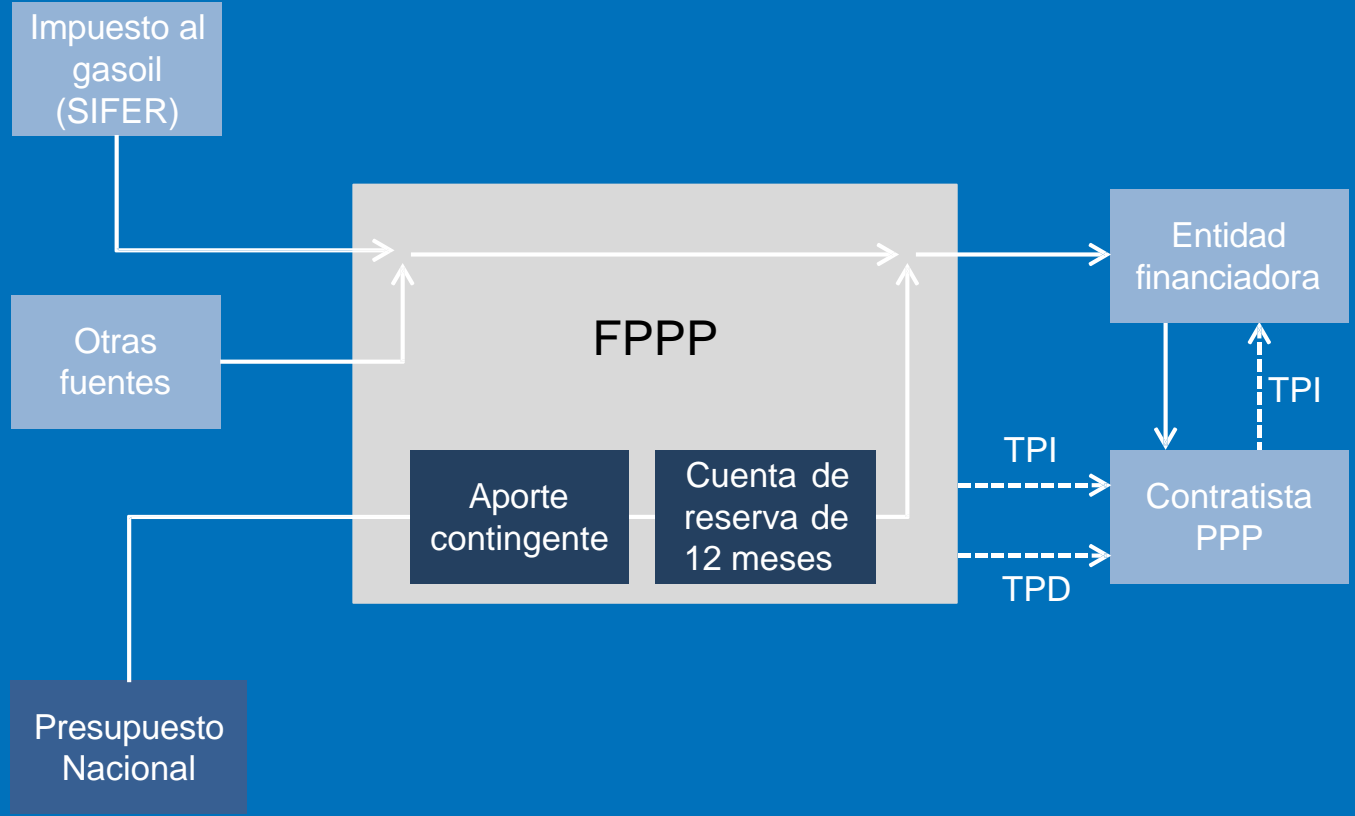 Impuesto al
gasoil
(SIFER)
Otras
fuentes
FPPP
Entidad
financiadora
TPI
TPI
Aporte
contingente
Cuenta de
reserva de
12 meses
Contratista
PPP
TPD
Presupuesto
Nacional